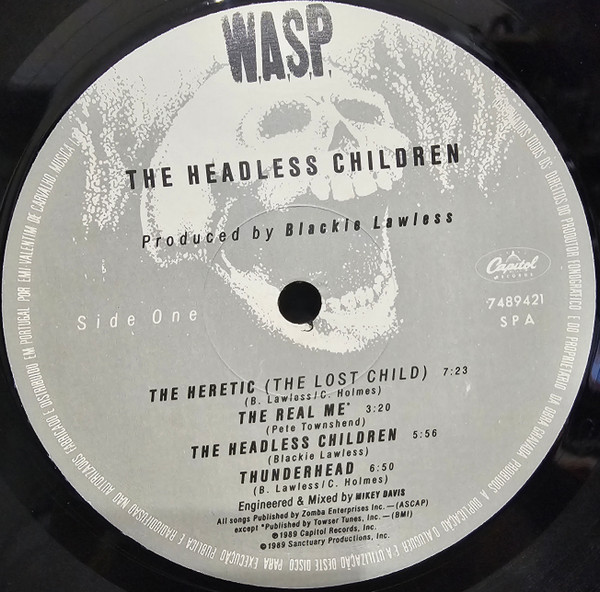 W.A.S.P.
THE HEADLESS CHILDREN
Produced by Blackie Lawless
Capitol
RECORDS
7489421
SPA
Side One
THE HERETIC (THE LOST CHILD) 7:23
(B. Lawless/C. Holmes)
THE REAL ME* 3:20
(Pete Townshend)
THE HEADLESS CHILDREN 5:56
(Blackie Lawless)
THUNDERHEAD 6:50
(B. Lawless/C. Holmes)
Engineered & Mixed by MIKEY DAVIS
All songs Published by Zomba Enterprises Inc.—(ASCAP)
except *Published by Towser Tunes, Inc.—(BMI)
℗1989 Capitol Records, Inc.
©1989 Sanctuary Productions, Inc.
TODOS OS DIREITOS DO PRODUTOR FONOGRÁFICO E DO PROPRIETÁRIO DA OBRA GRAVADA PROIBIDOS A DUPLICAÇÃO O ALUGUER E A UTILIZAÇÃO DESTE DISCO PARA EXECUÇÃO PÚBLICA E RADIODIFUSÃO NÃO AUTORIZADOS FABRICADO E DISTRIBUIDO EM PORTUGAL POR EMI-VALENTIM DE CARVALHO, MÚSICA